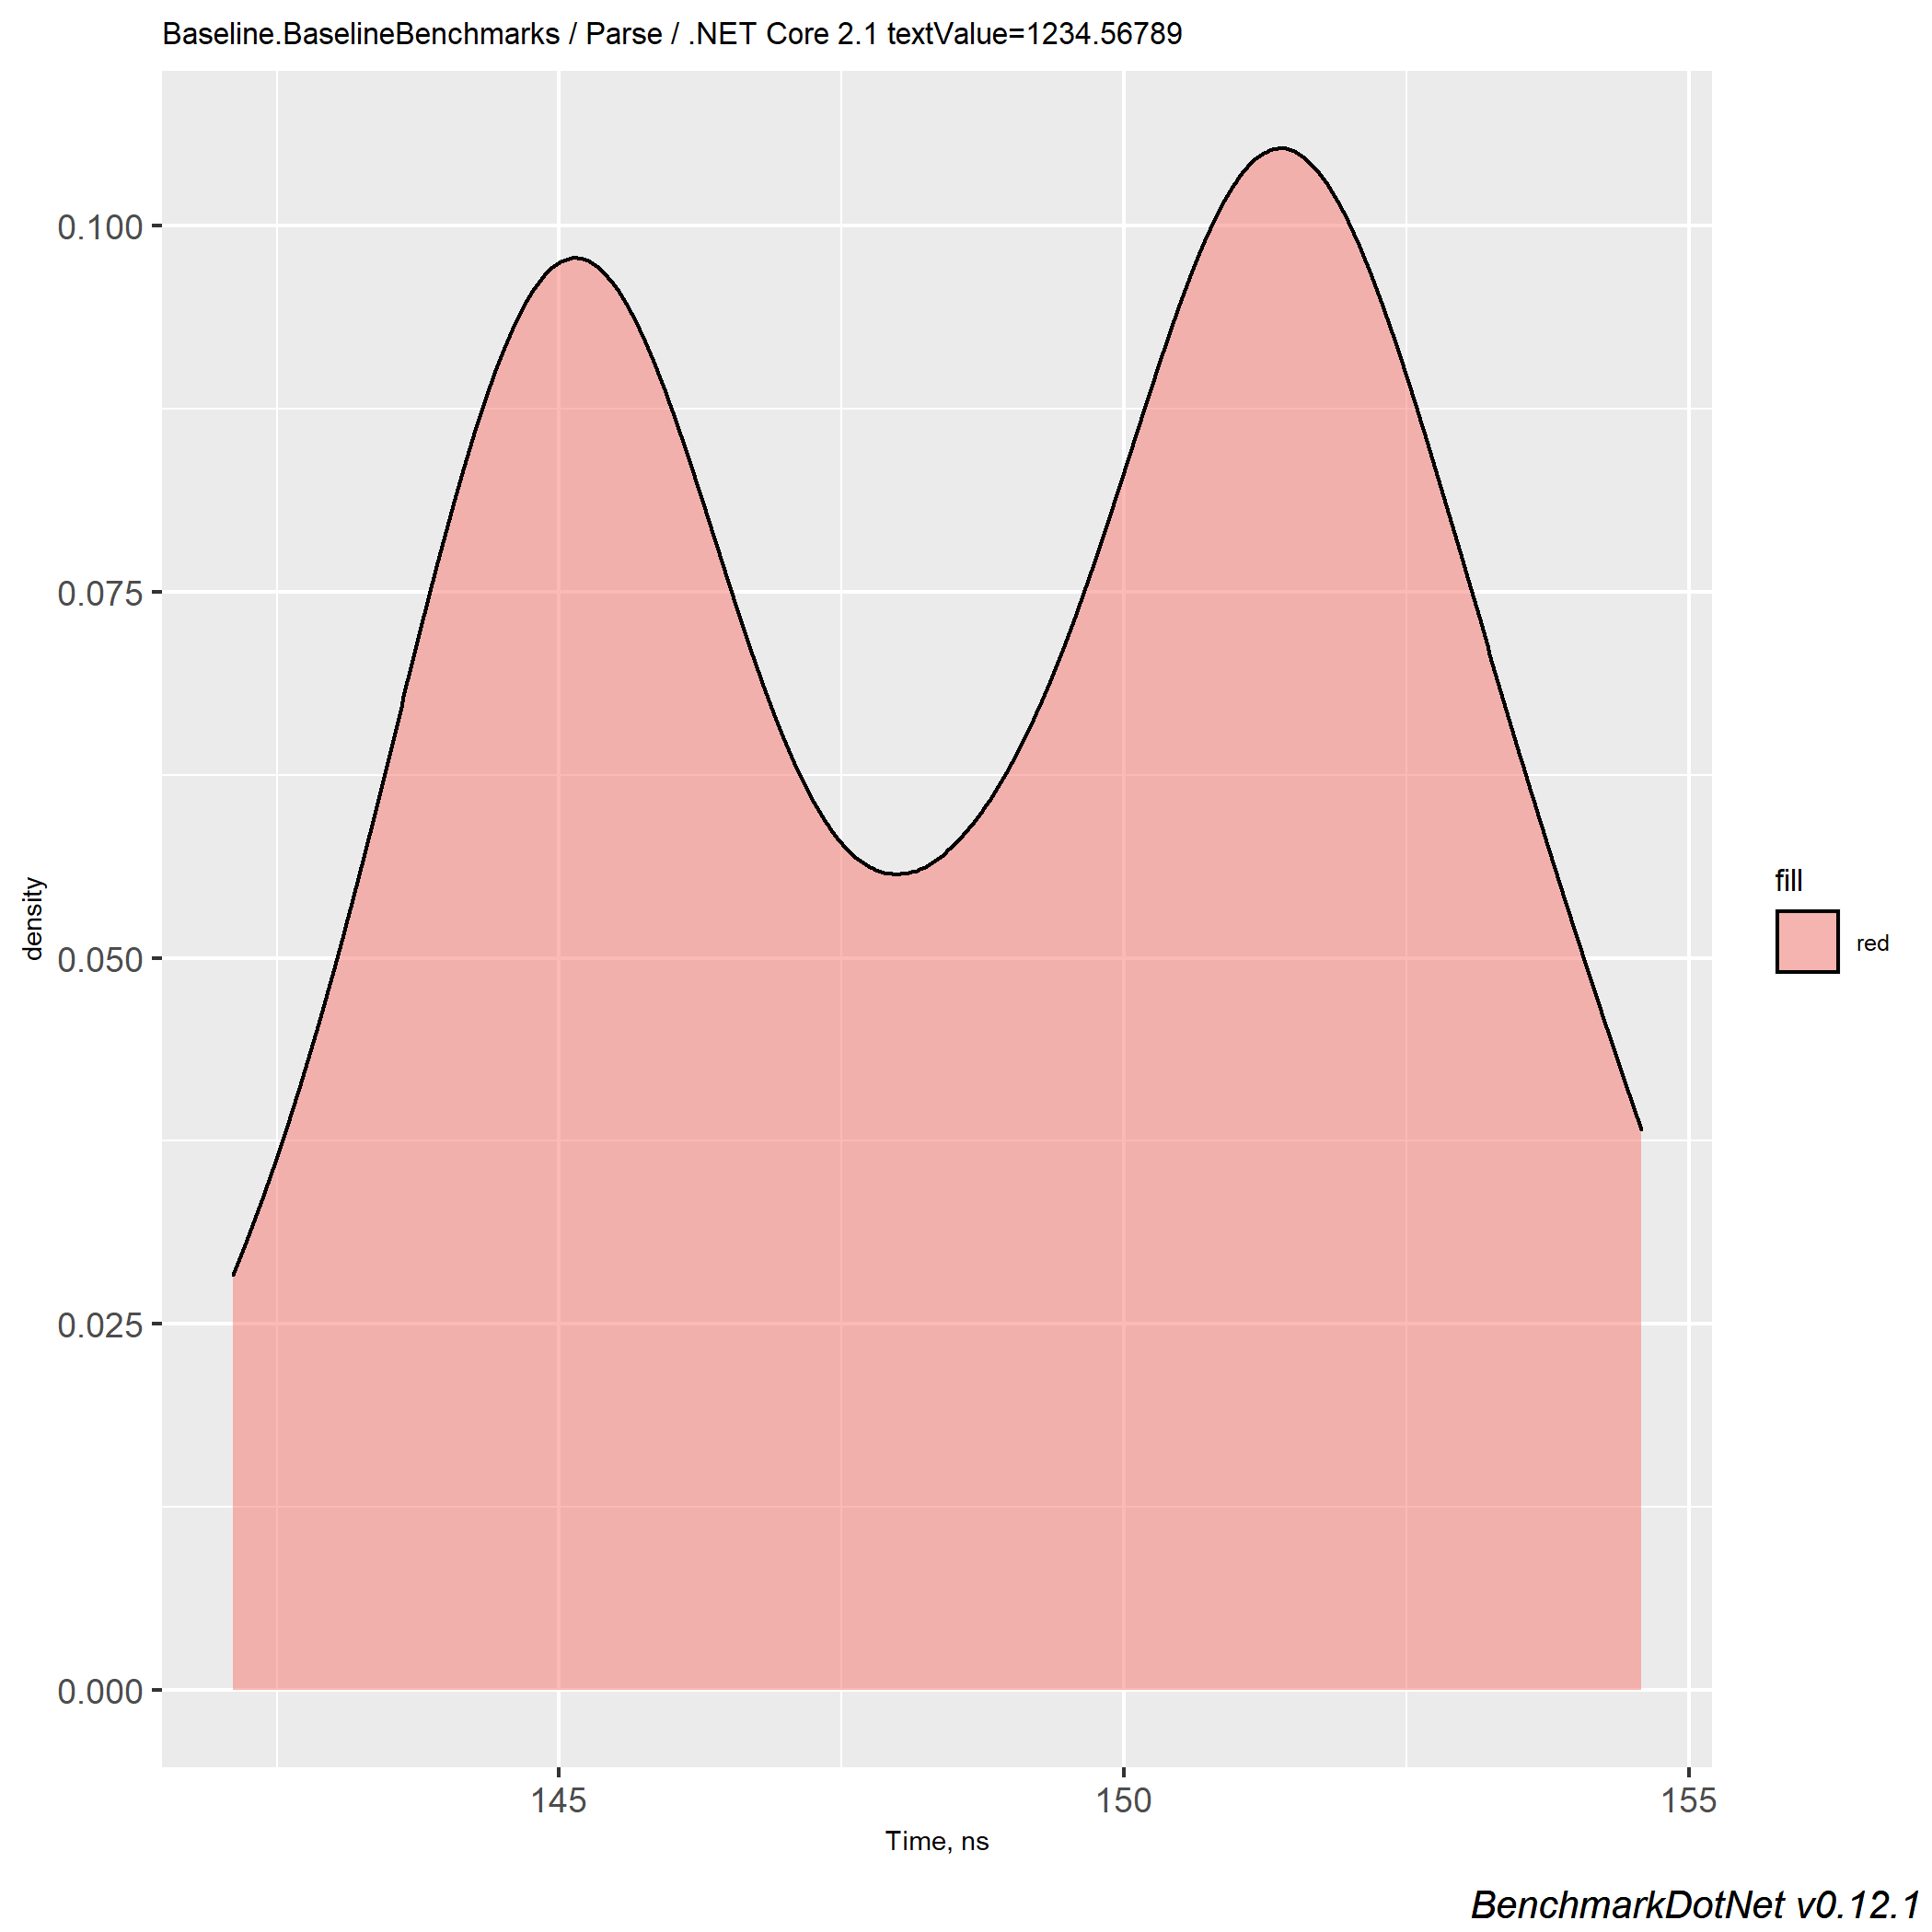 Baseline.BaselineBenchmarks / Parse / .NET Core 2.1 textValue=1234.56789
0.100
0.075
0.050
0.025
0.000
density
145 150 155
Time, ns
fill
red
BenchmarkDotNet v0.12.1